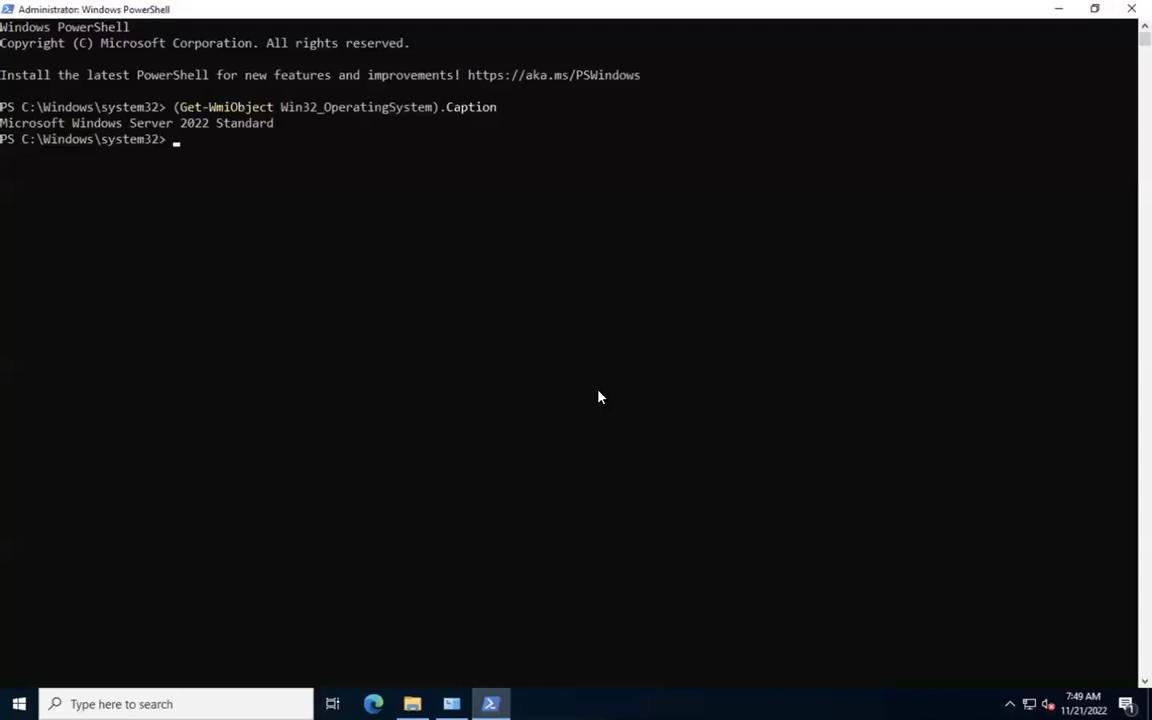 Administrator: Windows PowerShell
Windows PowerShell
Copyright (C) Microsoft Corporation. All rights reserved.
Install the latest PowerShell for new features and improvements! https://aka.ms/PSWindows
PS C:\Windows\system32> (Get-WmiObject Win32_OperatingSystem).Caption
Microsoft Windows Server 2022 Standard
PS C:\Windows\system32>
Type here to search
7:49 AM
11/21/2022
1